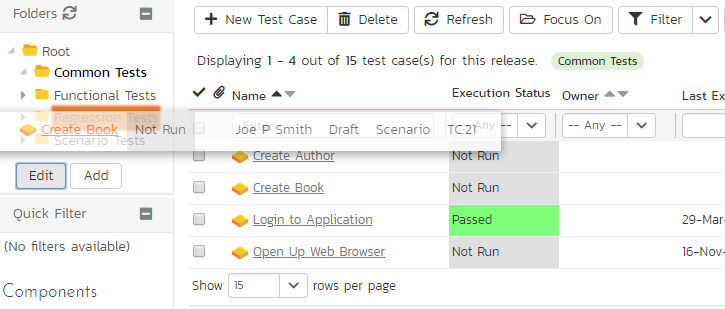 Folders
Root
Common Tests
Functional Tests
Regression Tests
Scenario Tests
Edit Add
Quick Filter
(No filters available)
Components
New Test Case Delete Refresh Focus On Filter
Displaying 1 - 4 out of 15 test case(s) for this release. Common Tests
Name Execution Status Owner Last Ex
Any -- -- Any --
Create Book Not Run Joe P Smith Draft Scenario TC:21
Create Author Not Run
Create Book Not Run
Login to Application Passed 29-Mar-
Open Up Web Browser Not Run 16-Nov-
Show 15 rows per page